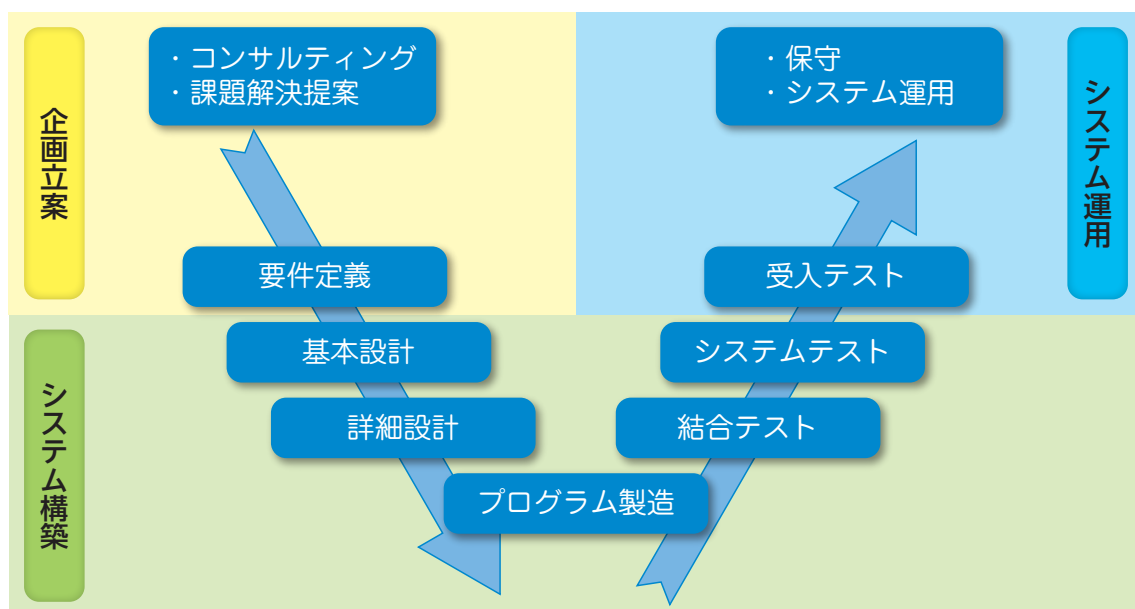 企画立案
・コンサルティング
・課題解決提案
・保守
・システム運用
システム運用
要件定義
受入テスト
システム構築
基本設計
システムテスト
詳細設計
結合テスト
プログラム製造